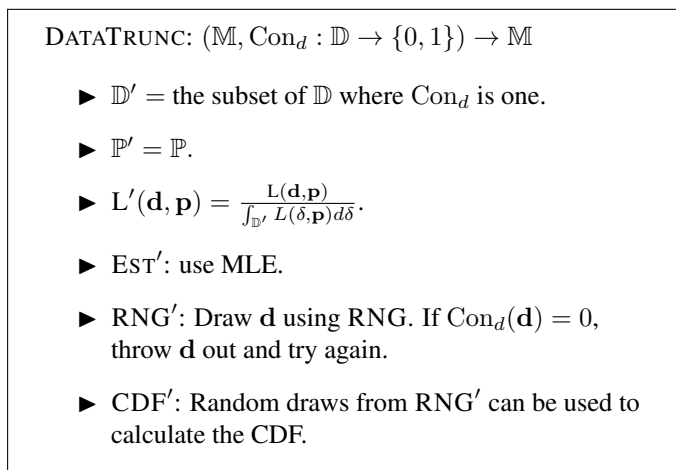 DATATRUNC: (𝕄, Con_d : 𝔻 → {0, 1}) → 𝕄
► 𝔻′ = the subset of 𝔻 where Con_d is one.
► ℙ′ = ℙ.
► L′(𝐝, 𝐩) = L(𝐝,𝐩) / ∫_𝔻′ L(δ,𝐩)dδ.
► EST′: use MLE.
► RNG′: Draw 𝐝 using RNG. If Con_d(𝐝) = 0,
throw 𝐝 out and try again.
► CDF′: Random draws from RNG′ can be used to
calculate the CDF.